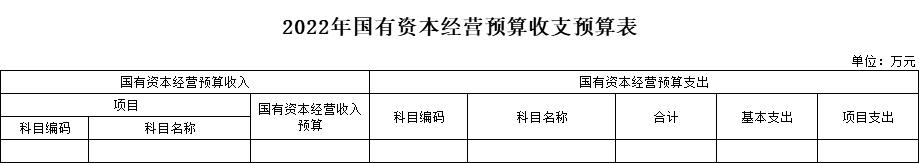 2022年国有资本经营预算收支预算表
单位：万元
国有资本经营预算收入
国有资本经营预算支出
项目
国有资本经营收入
预算
科目编码
科目名称
合计
基本支出
项目支出
科目编码
科目名称